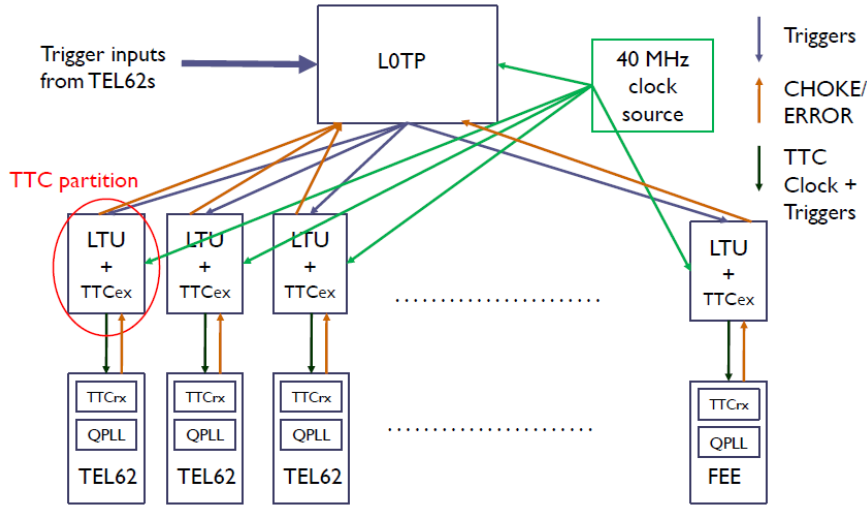 Trigger inputs
from TEL62s
L0TP
40 MHz
clock
source
Triggers
CHOKE/
ERROR
TTC
Clock +
Triggers
TTC partition
LTU
+
TTCex
LTU
+
TTCex
LTU
+
TTCex
LTU
+
TTCex
TTCrx
QPLL
TEL62
TTCrx
QPLL
TEL62
TTCrx
QPLL
TEL62
TTCrx
QPLL
FEE